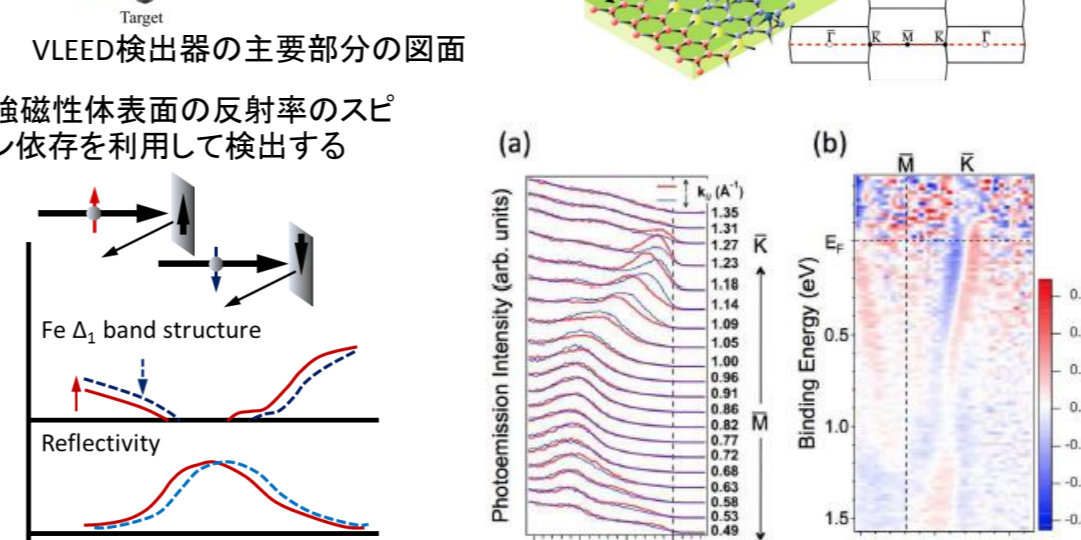 Target
VLEED検出器の主要部分の図面
強磁性体表面の反射率のスピ
ン依存を利用して検出する
Fe Δ₁ band structure
Reflectivity
Γ̅ K̅ M̅ K̅ Γ̅
(a)
Photoemission Intensity (arb. units)
k// (Å⁻¹)
1.35
1.31
1.27
1.23
1.18
1.14
1.09
1.05
1.00
0.96
0.91
0.86
0.82
0.77
0.72
0.68
0.63
0.58
0.53
0.49
K̅
M̅
(b)
M̅ K̅
Binding Energy (eV)
E_F
0.5
1.0
1.5